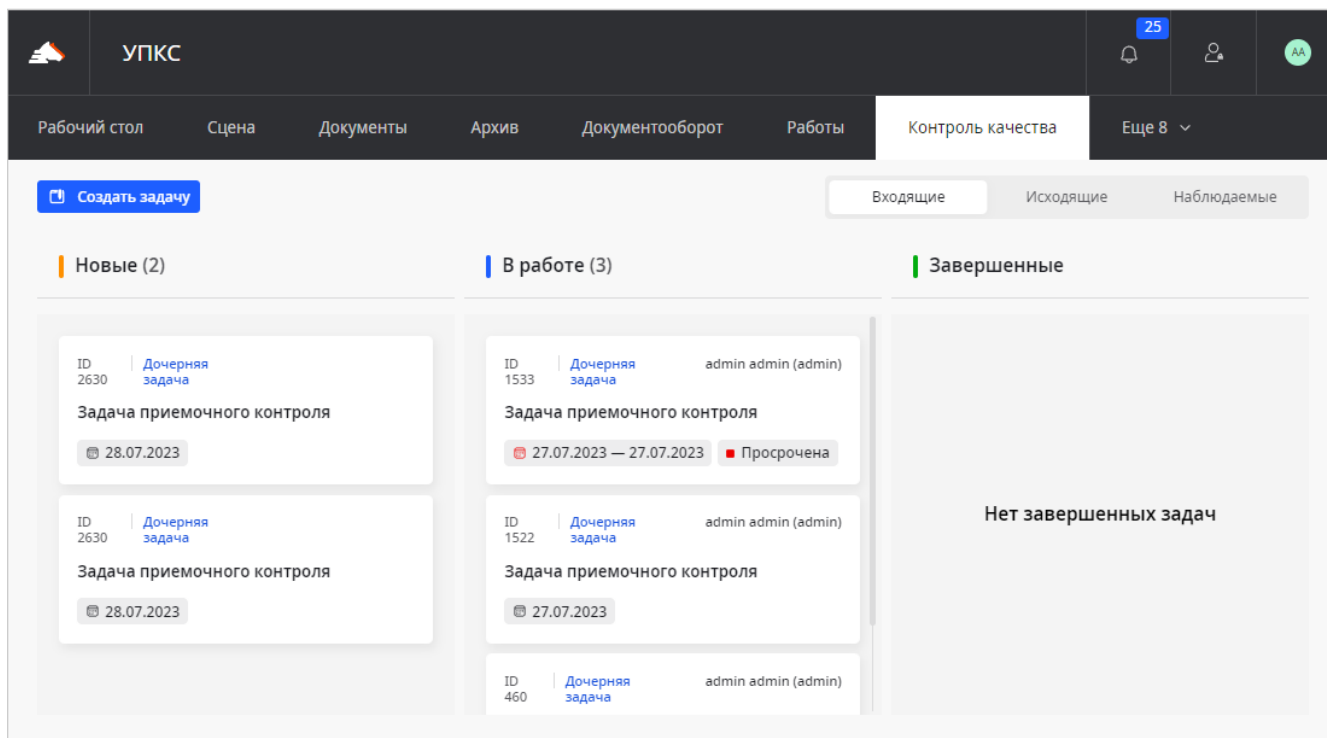 25
УПКС
AA
Рабочий стол Сцена Документы Архив Документооборот Работы Контроль качества Еще 8
Создать задачу
Входящие Исходящие Наблюдаемые
Новые (2)
ID
2630
Дочерняя
задача
Задача приемочного контроля
28.07.2023
ID
2630
Дочерняя
задача
Задача приемочного контроля
28.07.2023
В работе (3)
ID
1533
Дочерняя
задача
admin admin (admin)
Задача приемочного контроля
27.07.2023 — 27.07.2023 Просрочена
ID
1522
Дочерняя
задача
admin admin (admin)
Задача приемочного контроля
27.07.2023
ID
460
Дочерняя
задача
admin admin (admin)
Завершенные
Нет завершенных задач